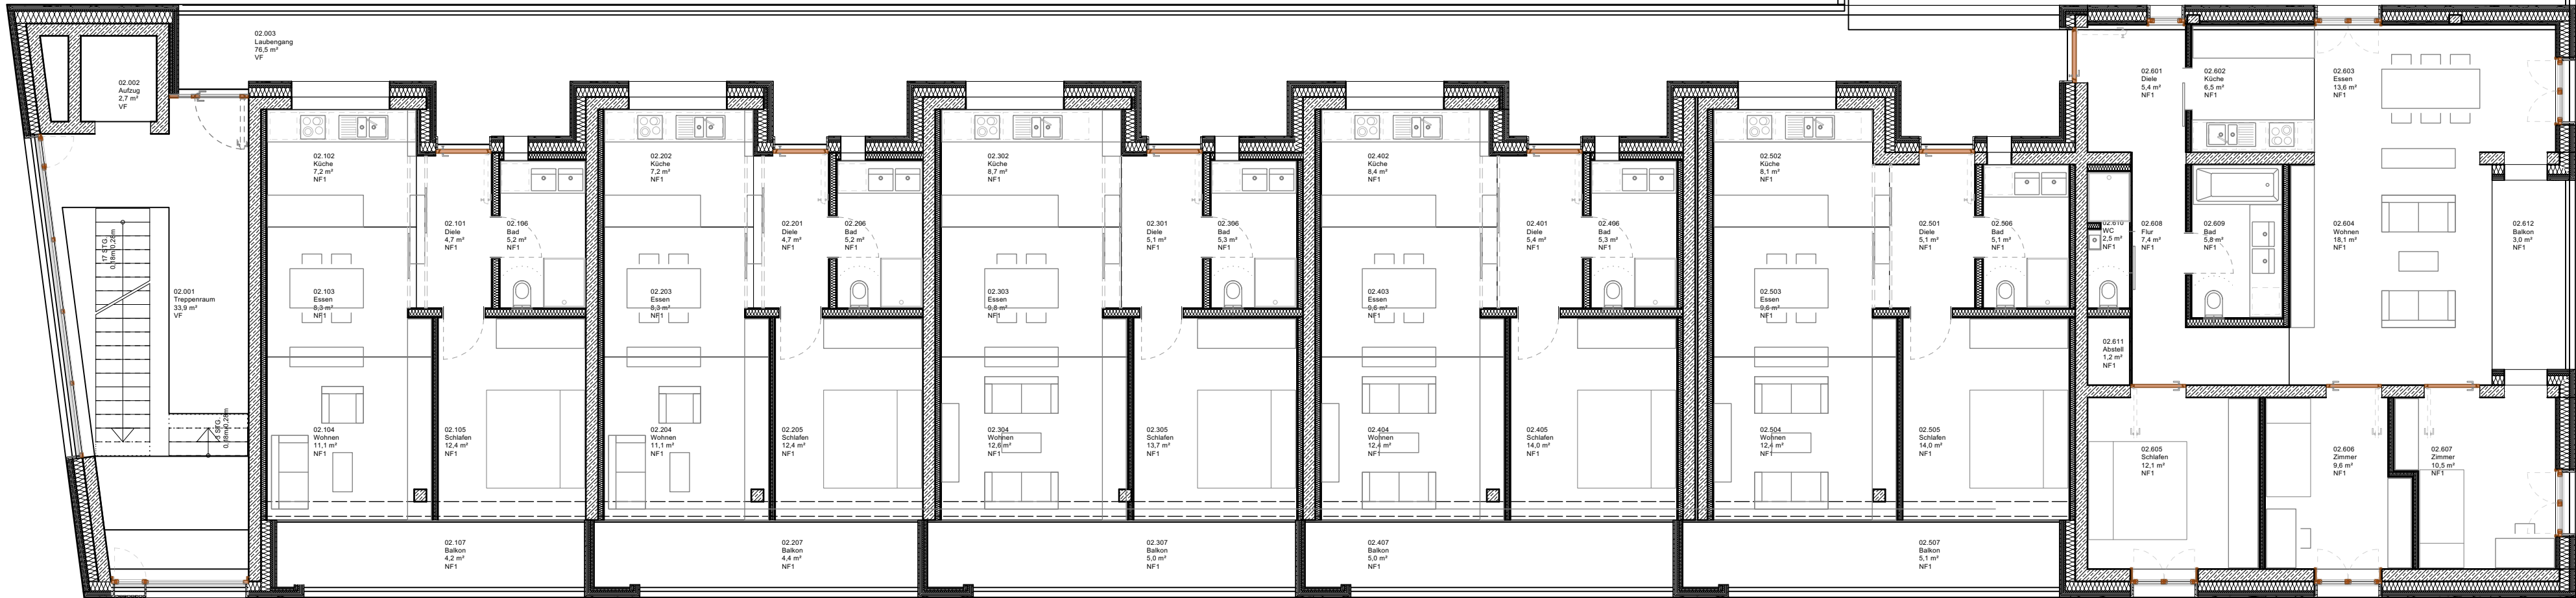 02.003
Laubengang
76,5 m²
VF
02.002
Aufzug
2,7 m²
VF
17 STG.
0,18m/0,28m
02.001
Treppenraum
33,9 m²
VF
3 STG.
0,18m/0,28m
02.102
Küche
7,2 m²
NF1
02.101
Diele
4,7 m²
NF1
02.106
Bad
5,2 m²
NF1
02.103
Essen
8,3 m²
NF1
02.104
Wohnen
11,1 m²
NF1
02.105
Schlafen
12,4 m²
NF1
02.107
Balkon
4,2 m²
NF1
02.202
Küche
7,2 m²
NF1
02.201
Diele
4,7 m²
NF1
02.206
Bad
5,2 m²
NF1
02.203
Essen
8,3 m²
NF1
02.204
Wohnen
11,1 m²
NF1
02.205
Schlafen
12,4 m²
NF1
02.207
Balkon
4,4 m²
NF1
02.302
Küche
8,7 m²
NF1
02.301
Diele
5,1 m²
NF1
02.306
Bad
5,3 m²
NF1
02.303
Essen
9,8 m²
NF1
02.304
Wohnen
12,6 m²
NF1
02.305
Schlafen
13,7 m²
NF1
02.307
Balkon
5,0 m²
NF1
02.402
Küche
8,4 m²
NF1
02.401
Diele
5,4 m²
NF1
02.406
Bad
5,3 m²
NF1
02.403
Essen
9,6 m²
NF1
02.404
Wohnen
12,4 m²
NF1
02.405
Schlafen
14,0 m²
NF1
02.407
Balkon
5,0 m²
NF1
02.502
Küche
8,1 m²
NF1
02.501
Diele
5,1 m²
NF1
02.506
Bad
5,1 m²
NF1
02.503
Essen
9,6 m²
NF1
02.504
Wohnen
12,4 m²
NF1
02.505
Schlafen
14,0 m²
NF1
02.507
Balkon
5,1 m²
NF1
02.601
Diele
5,4 m²
NF1
02.602
Küche
6,5 m²
NF1
02.603
Essen
13,6 m²
NF1
02.610
WC
2,5 m²
NF1
02.608
Flur
7,4 m²
NF1
02.609
Bad
5,8 m²
NF1
02.604
Wohnen
18,1 m²
NF1
02.612
Balkon
3,0 m²
NF1
02.611
Abstell
1,2 m²
NF1
02.605
Schlafen
12,1 m²
NF1
02.606
Zimmer
9,6 m²
NF1
02.607
Zimmer
10,5 m²
NF1